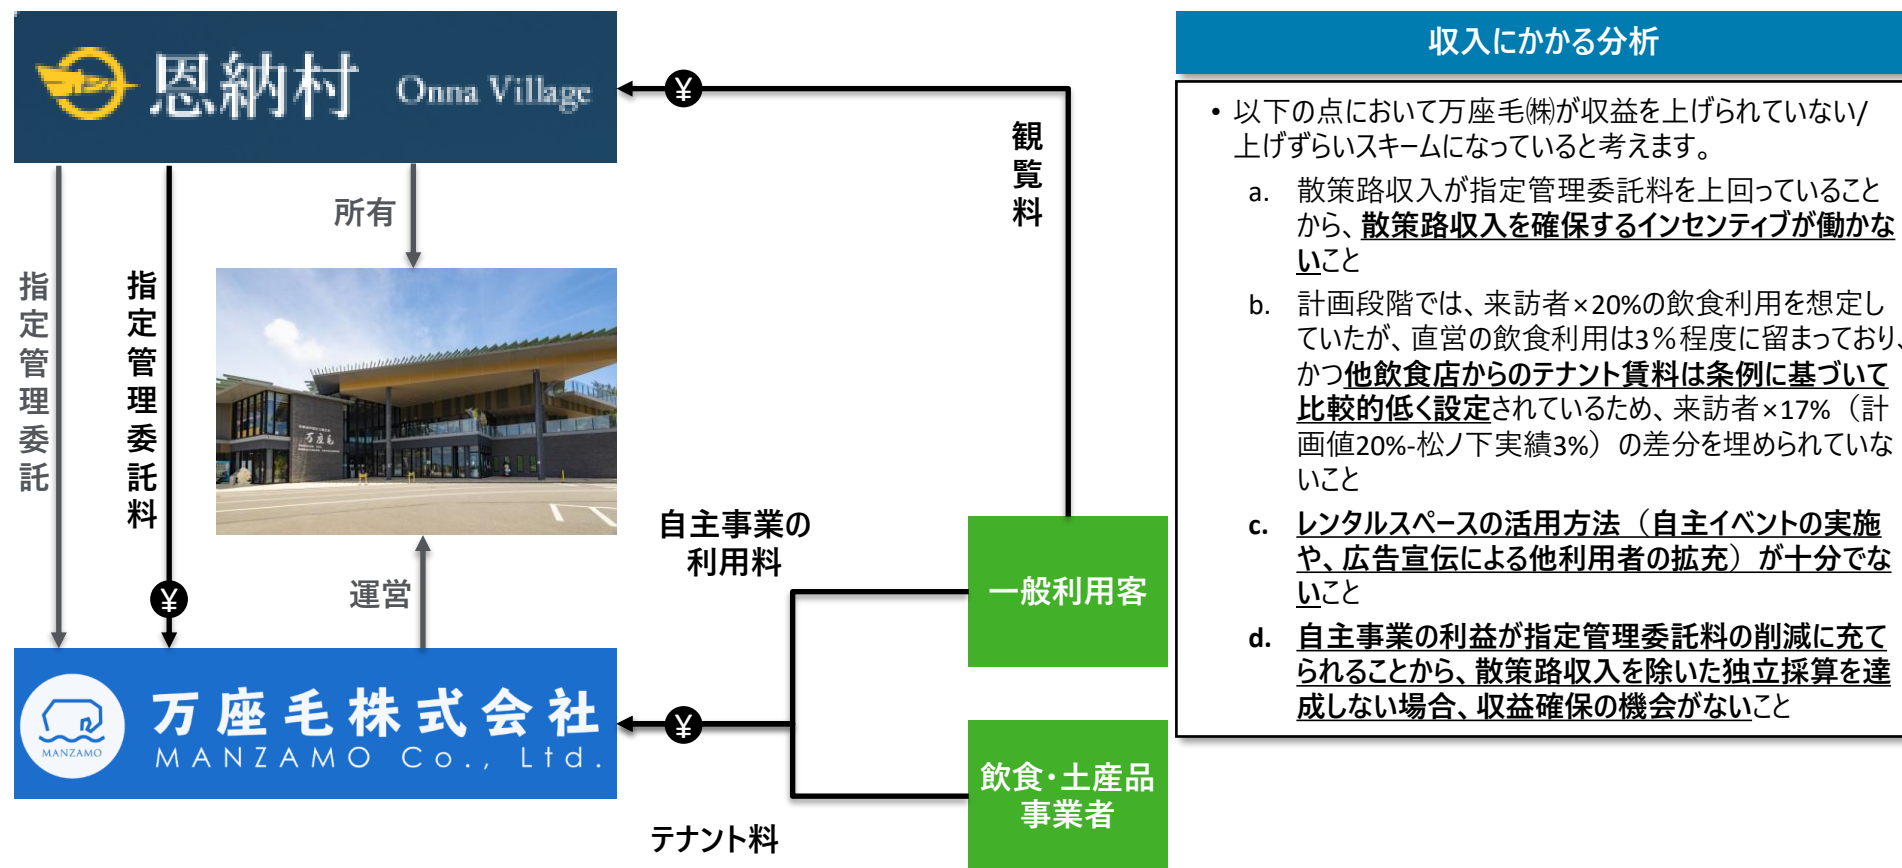 恩納村 Onna Village
¥
観覧料
所有
指定管理委託
指定管理委託料
万座毛
自主事業の
利用料
運営
¥
一般利用客
MANZAMO
万座毛株式会社
MANZAMO Co., Ltd.
¥
飲食・土産品
事業者
テナント料
収入にかかる分析
• 以下の点において万座毛㈱が収益を上げられていない/
上げずらいスキームになっていると考えます。
a. 散策路収入が指定管理委託料を上回っていること
から、散策路収入を確保するインセンティブが働かな
いこと
b. 計画段階では、来訪者×20%の飲食利用を想定し
ていたが、直営の飲食利用は3％程度に留まっており、
かつ他飲食店からのテナント賃料は条例に基づいて
比較的低く設定されているため、来訪者×17%（計
画値20%-松ノ下実績3%）の差分を埋められていな
いこと
c. レンタルスペースの活用方法（自主イベントの実施
や、広告宣伝による他利用者の拡充）が十分でな
いこと
d. 自主事業の利益が指定管理委託料の削減に充て
られることから、散策路収入を除いた独立採算を達
成しない場合、収益確保の機会がないこと